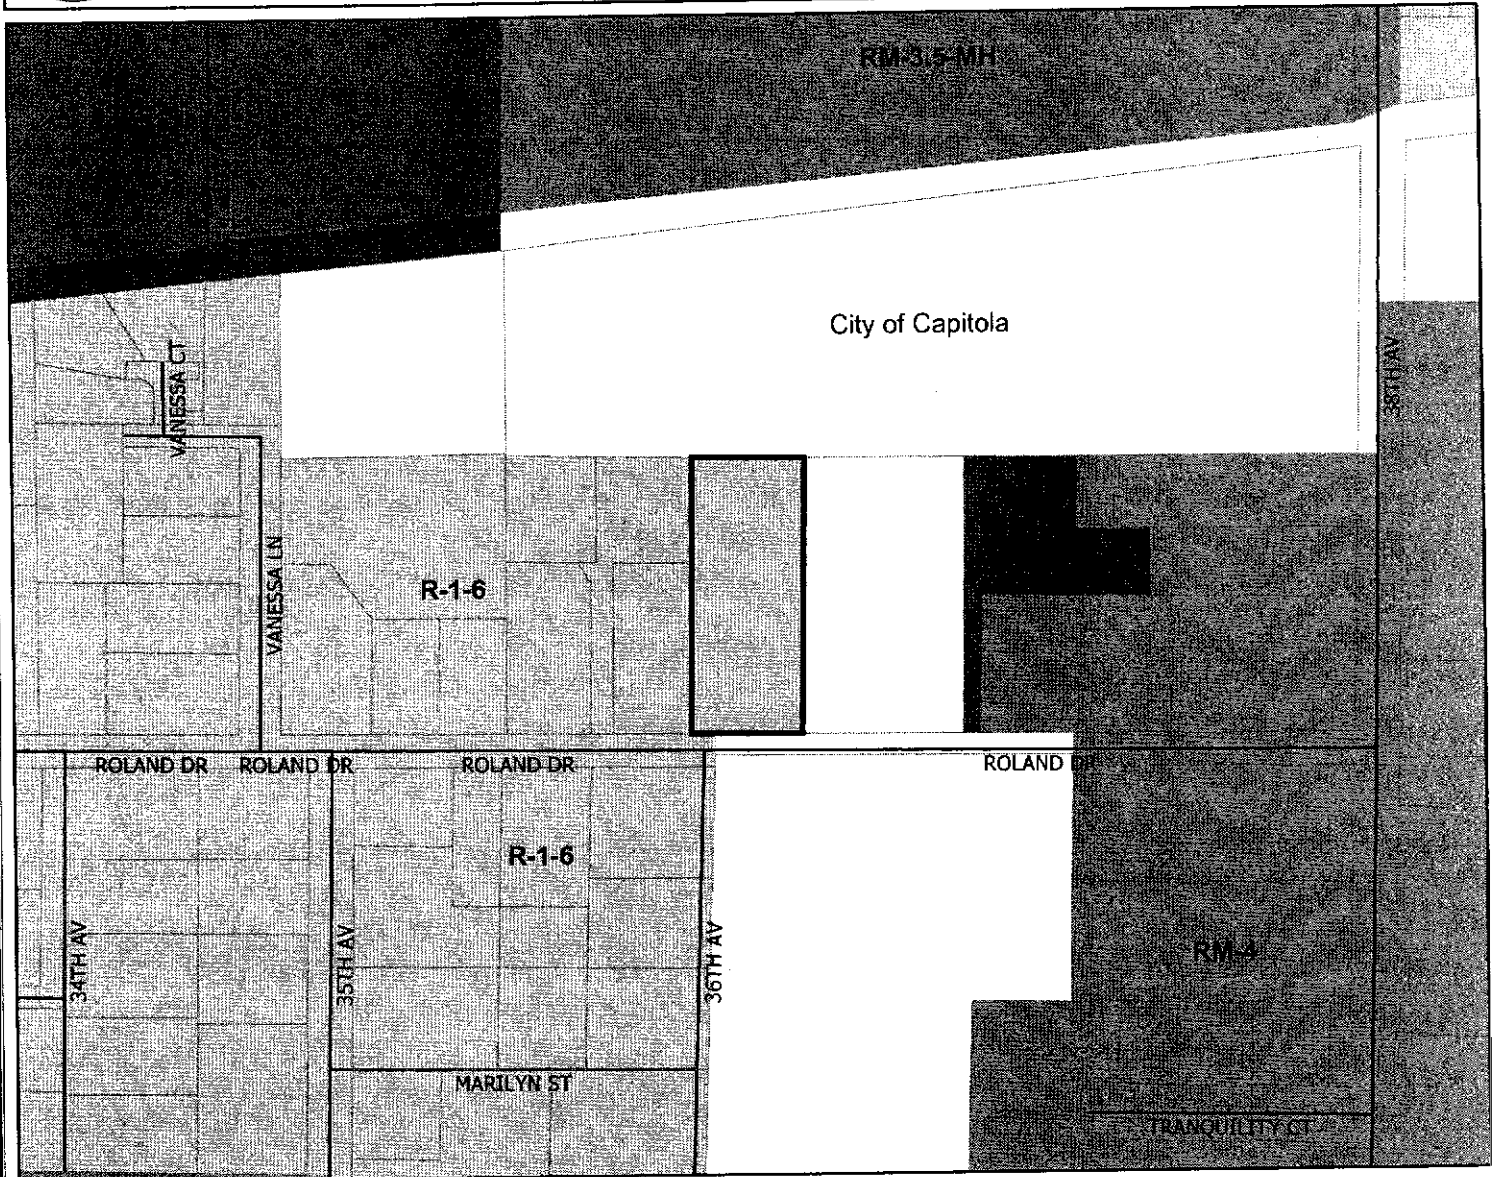 RM-3.5-MH
City of Capitola
VANESSA CT
38TH AV
VANESSA LN
R-1-6
ROLAND DR
ROLAND DR
ROLAND DR
ROLAND DR
R-1-6
34TH AV
35TH AV
36TH AV
RM-4
MARILYN ST
TRANQUILITY CT